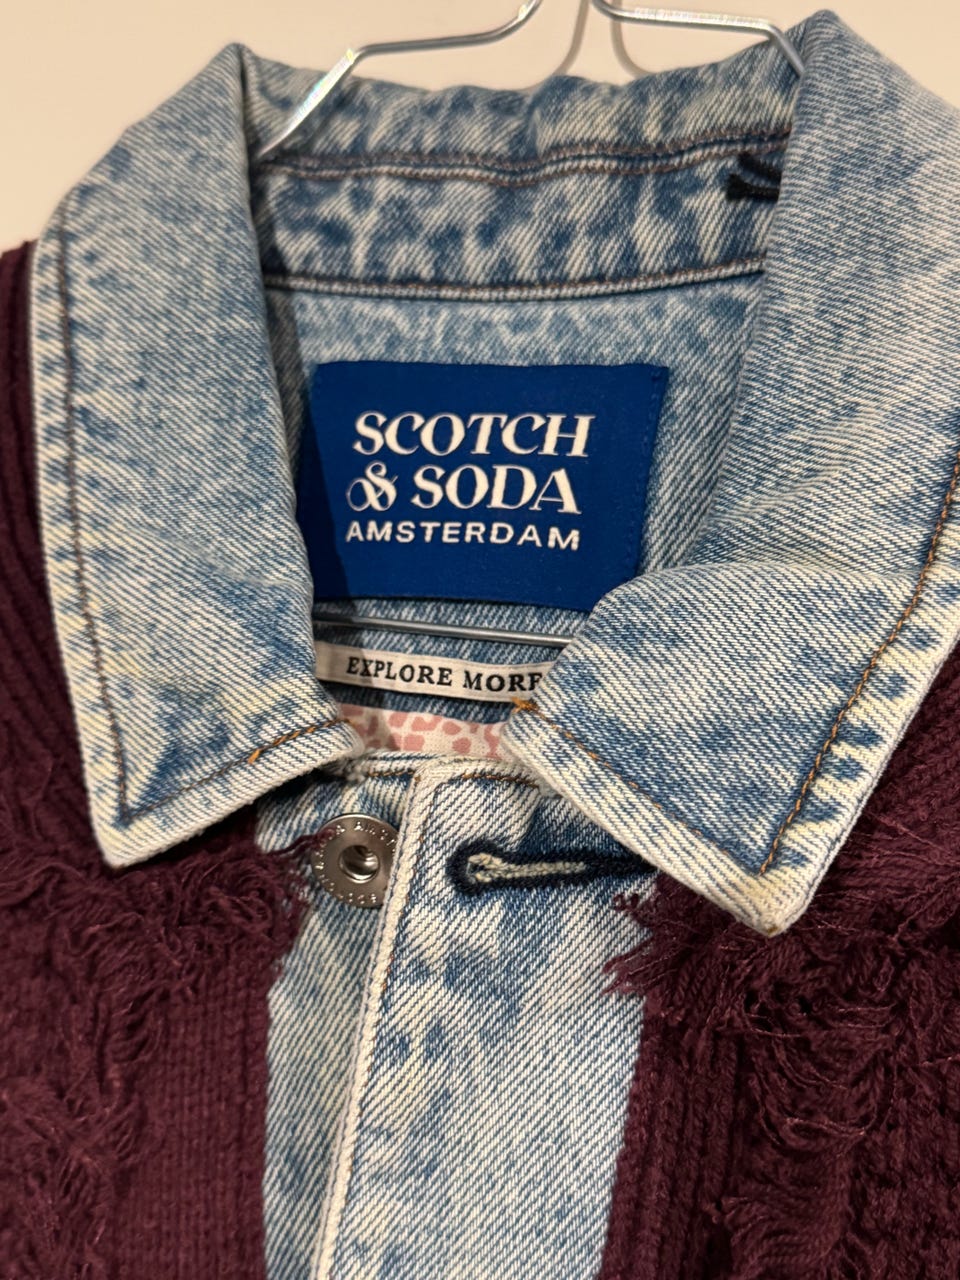 SCOTCH
& SODA
AMSTERDAM
EXPLORE MORE